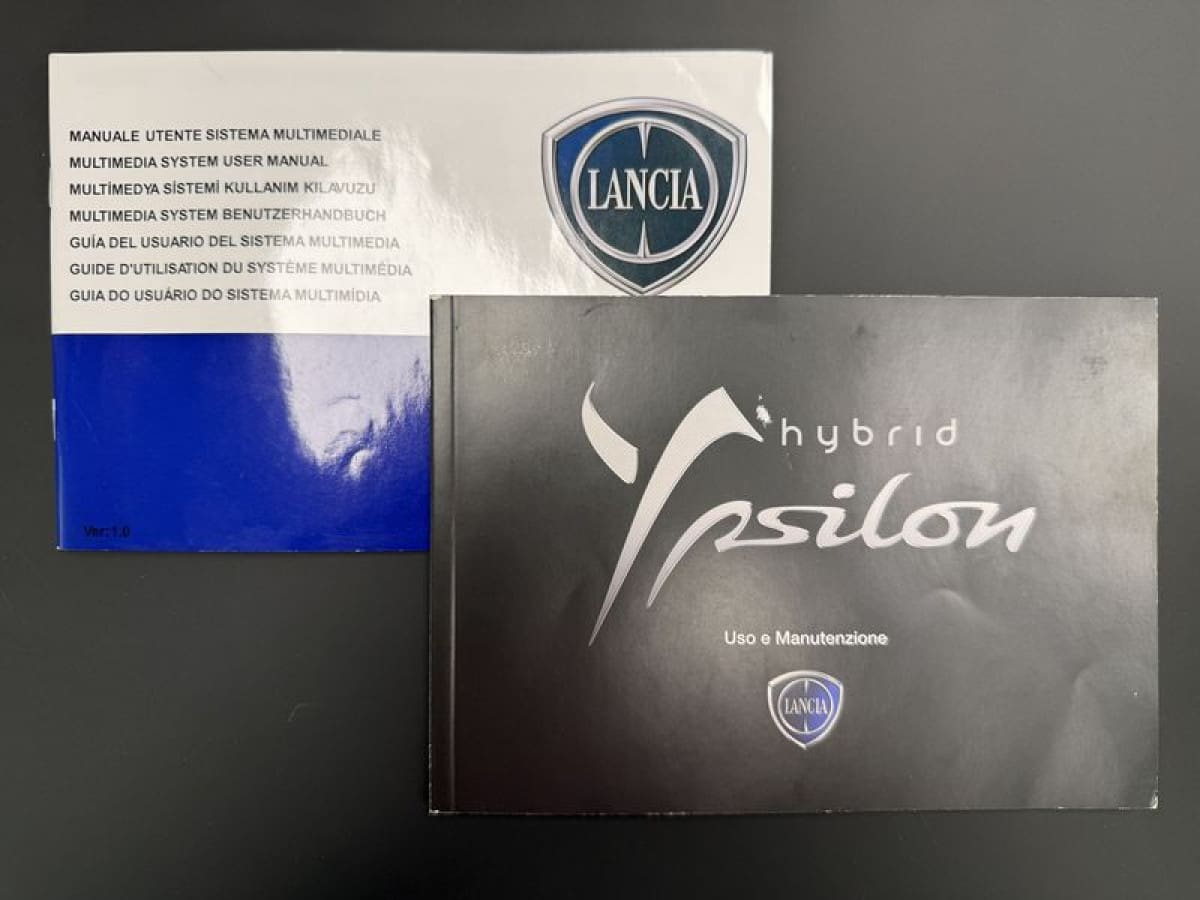 MANUALE UTENTE SISTEMA MULTIMEDIALE
MULTIMEDIA SYSTEM USER MANUAL
MULTİMEDYA SİSTEMİ KULLANIM KILAVUZU
MULTIMEDIA SYSTEM BENUTZERHANDBUCH
GUÍA DEL USUARIO DEL SISTEMA MULTIMEDIA
GUIDE D'UTILISATION DU SYSTÈME MULTIMÉDIA
GUIA DO USUÁRIO DO SISTEMA MULTIMÍDIA
LANCIA
Ver:1.0
hybrid
Ypsilon
Uso e Manutenzione
LANCIA